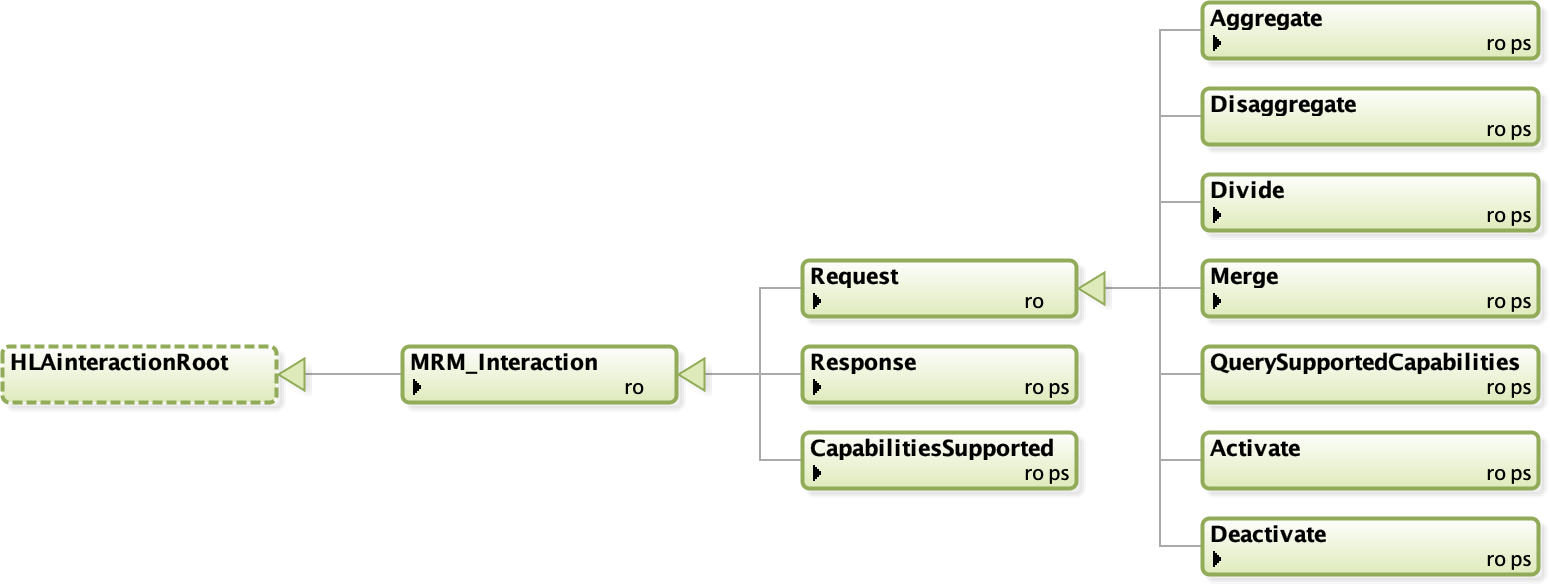 HLAinteractionRoot
MRM_Interaction
ro
Request
ro
Response
ro ps
CapabilitiesSupported
ro ps
Aggregate
ro ps
Disaggregate
ro ps
Divide
ro ps
Merge
ro ps
QuerySupportedCapabilities
ro ps
Activate
ro ps
Deactivate
ro ps